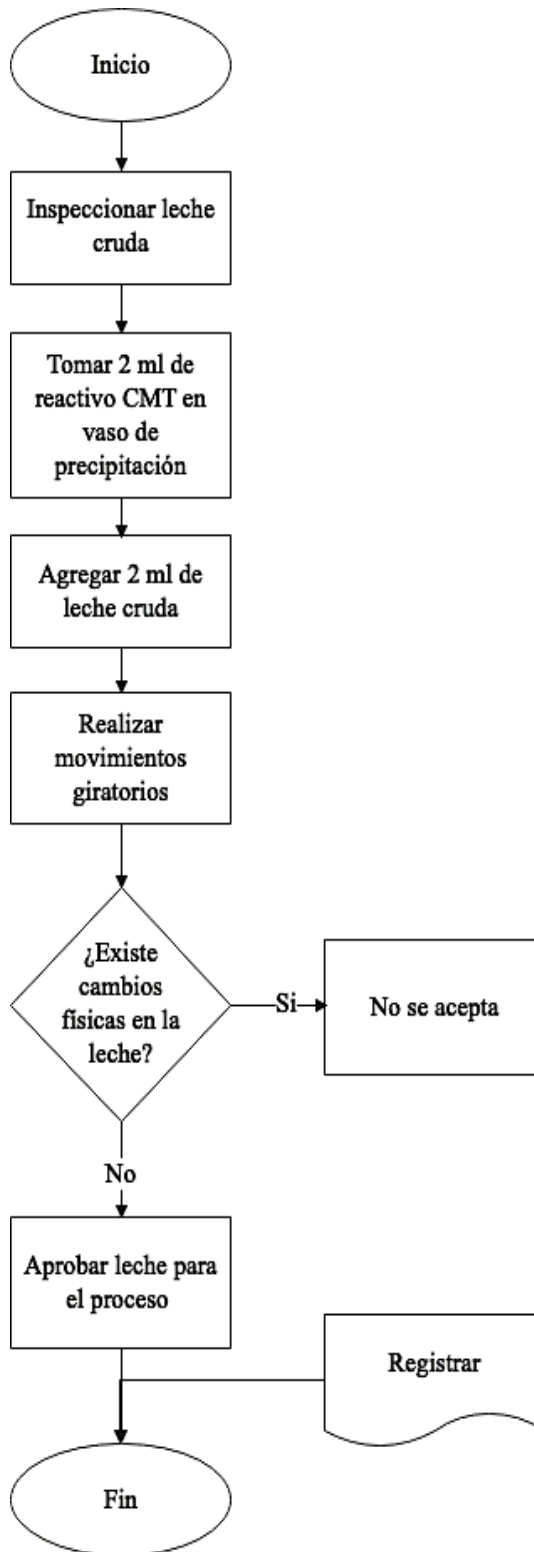 Inicio
Inspeccionar leche
cruda
Tomar 2 ml de
reactivo CMT en
vaso de
precipitación
Agregar 2 ml de
leche cruda
Realizar
movimientos
giratorios
¿Existe
cambios
físicas en la
leche?
Si
No se acepta
No
Aprobar leche para
el proceso
Registrar
Fin